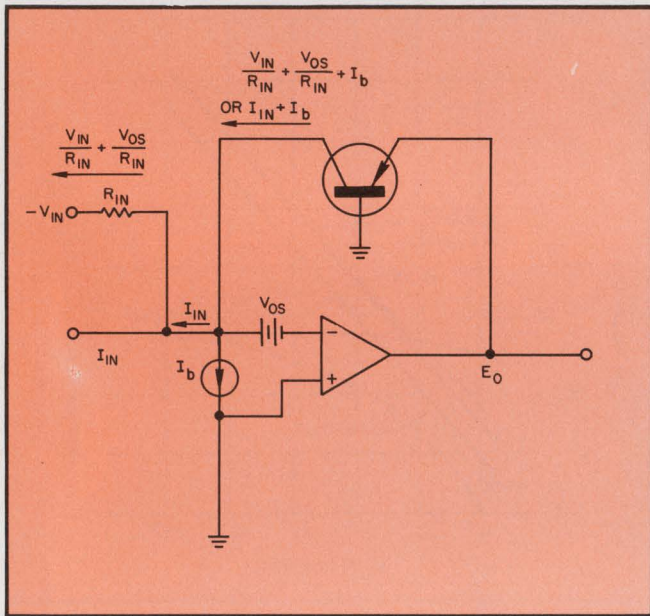 V_IN/R_IN + V_OS/R_IN + I_b
OR I_IN + I_b
V_IN/R_IN + V_OS/R_IN
R_IN
-V_IN
I_IN
V_OS
I_IN
I_b
−
+
E_O